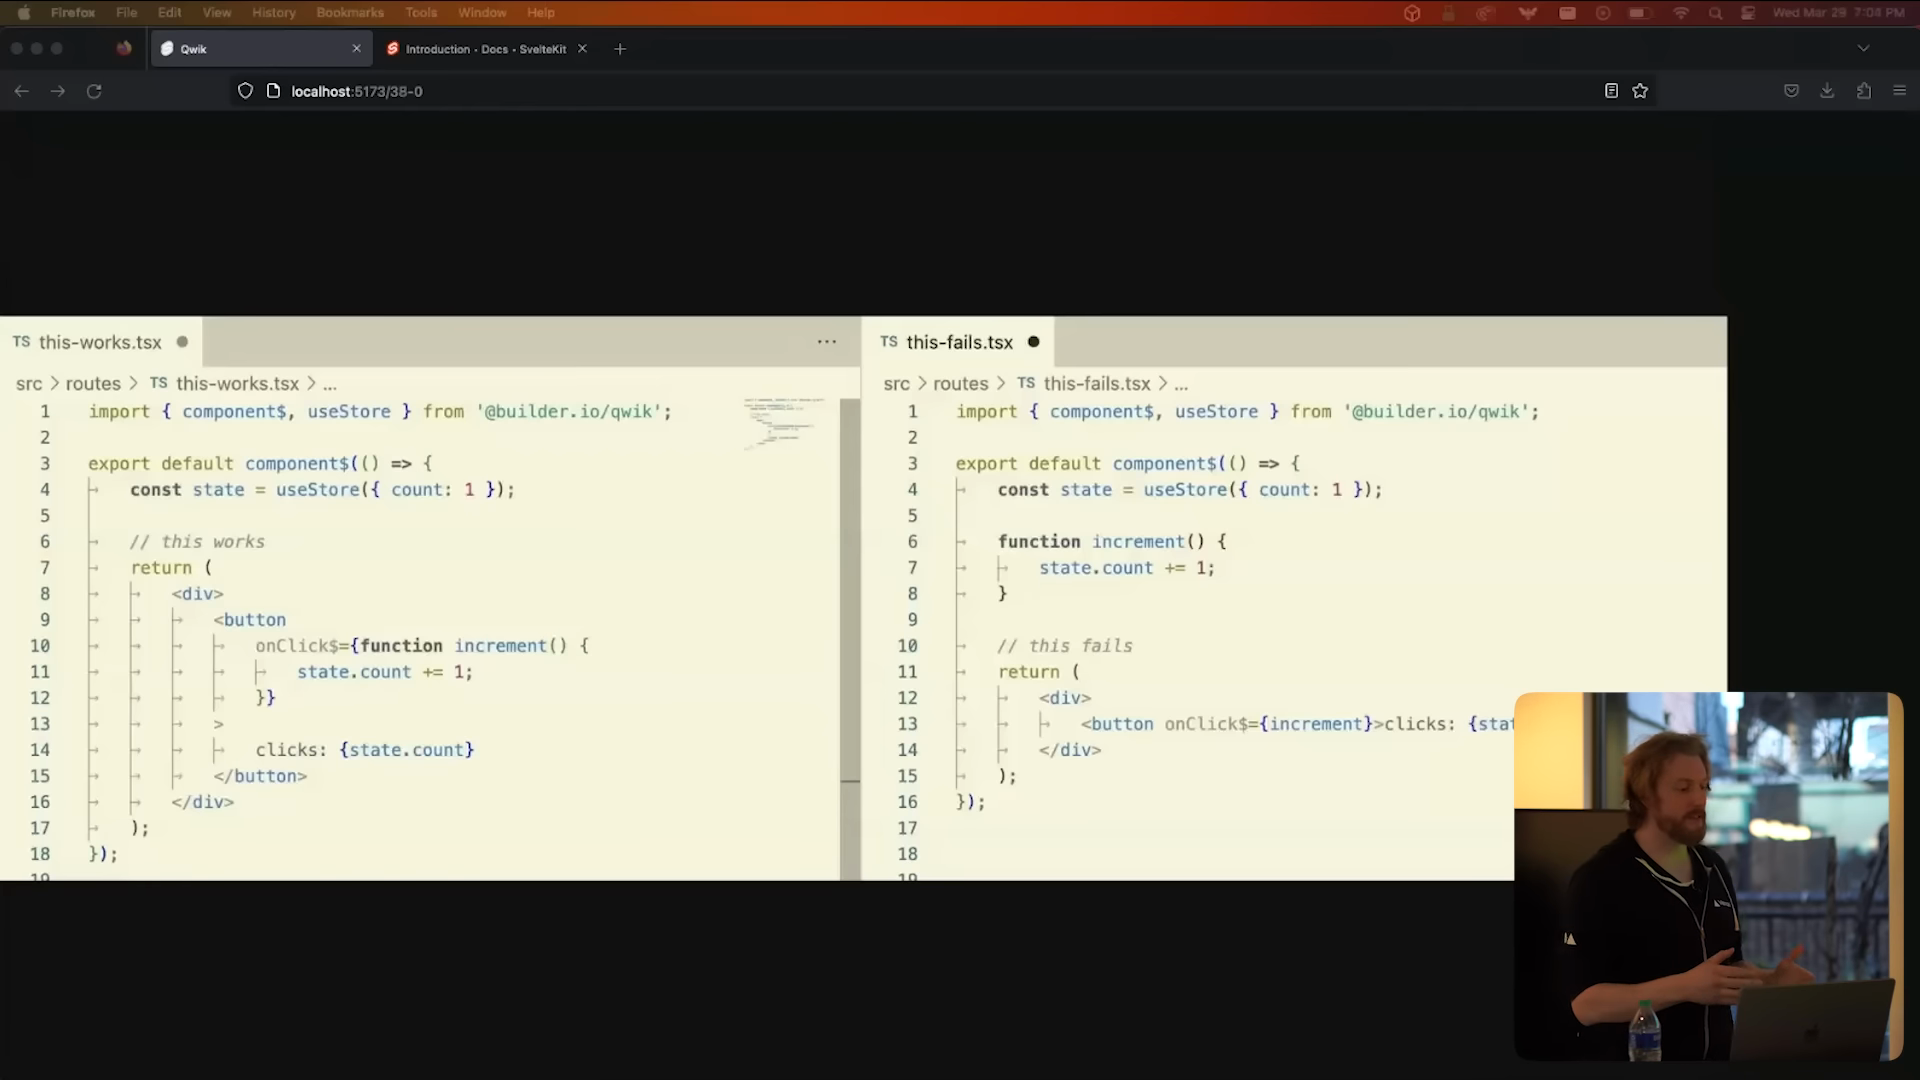 Firefox File Edit View History Bookmarks Tools Window Help Wed Mar 29 7:04 PM
Qwik Introduction - Docs - SvelteKit
localhost:5173/38-0
TS this-works.tsx
src > routes > TS this-works.tsx > ...
1 import { component$, useStore } from '@builder.io/qwik';
2
3 export default component$(() => {
4 const state = useStore({ count: 1 });
5
6 // this works
7 return (
8 <div>
9 <button
10 onClick$={function increment() {
11 state.count += 1;
12 }}
13 >
14 clicks: {state.count}
15 </button>
16 </div>
17 );
18 });
19
TS this-fails.tsx
src > routes > TS this-fails.tsx > ...
1 import { component$, useStore } from '@builder.io/qwik';
2
3 export default component$(() => {
4 const state = useStore({ count: 1 });
5
6 function increment() {
7 state.count += 1;
8 }
9
10 // this fails
11 return (
12 <div>
13 <button onClick$={increment}>clicks: {stat
14 </div>
15 );
16 });
17
18
19